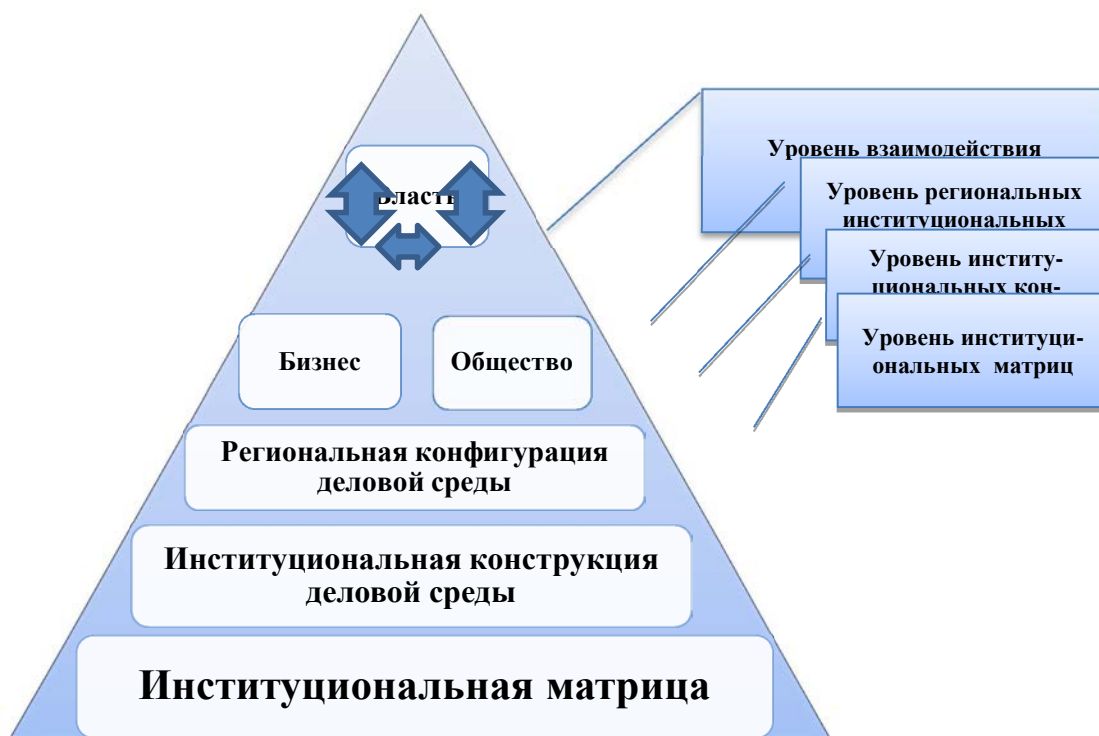 Власть
Бизнес
Общество
Региональная конфигурация
деловой среды
Институциональная конструкция
деловой среды
Институциональная матрица
Уровень взаимодействия
Уровень региональных
институциональных
Уровень институ-
циональных кон-
Уровень институци-
ональных матриц